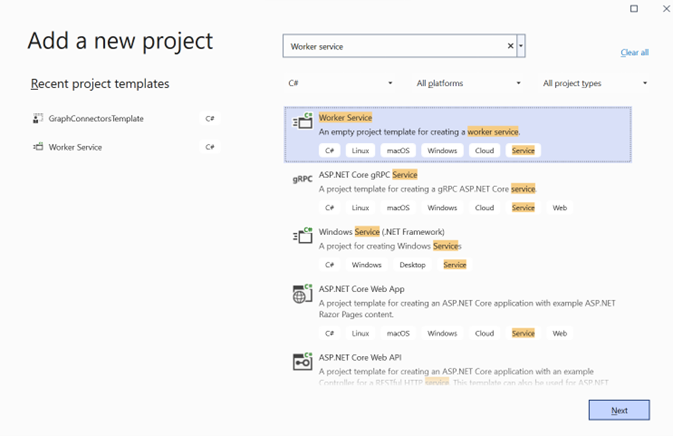 Add a new project
Worker service
Clear all
Recent project templates
C#
All platforms
All project types
GraphConnectorsTemplate C#
Worker Service C#
Worker Service
An empty project template for creating a worker service.
C# Linux macOS Windows Cloud Service
gRPC
ASP.NET Core gRPC Service
A project template for creating a gRPC ASP.NET Core service.
C# Linux macOS Windows Cloud Service Web
Windows Service (.NET Framework)
A project for creating Windows Services
C# Windows Desktop Service
ASP.NET Core Web App
A project template for creating an ASP.NET Core application with example ASP.NET
Razor Pages content.
C# Linux macOS Windows Cloud Service Web
ASP.NET Core Web API
A project template for creating an ASP.NET Core application with an example
Controller for a RESTful HTTP service. This template can also be used for ASP.NET
Next